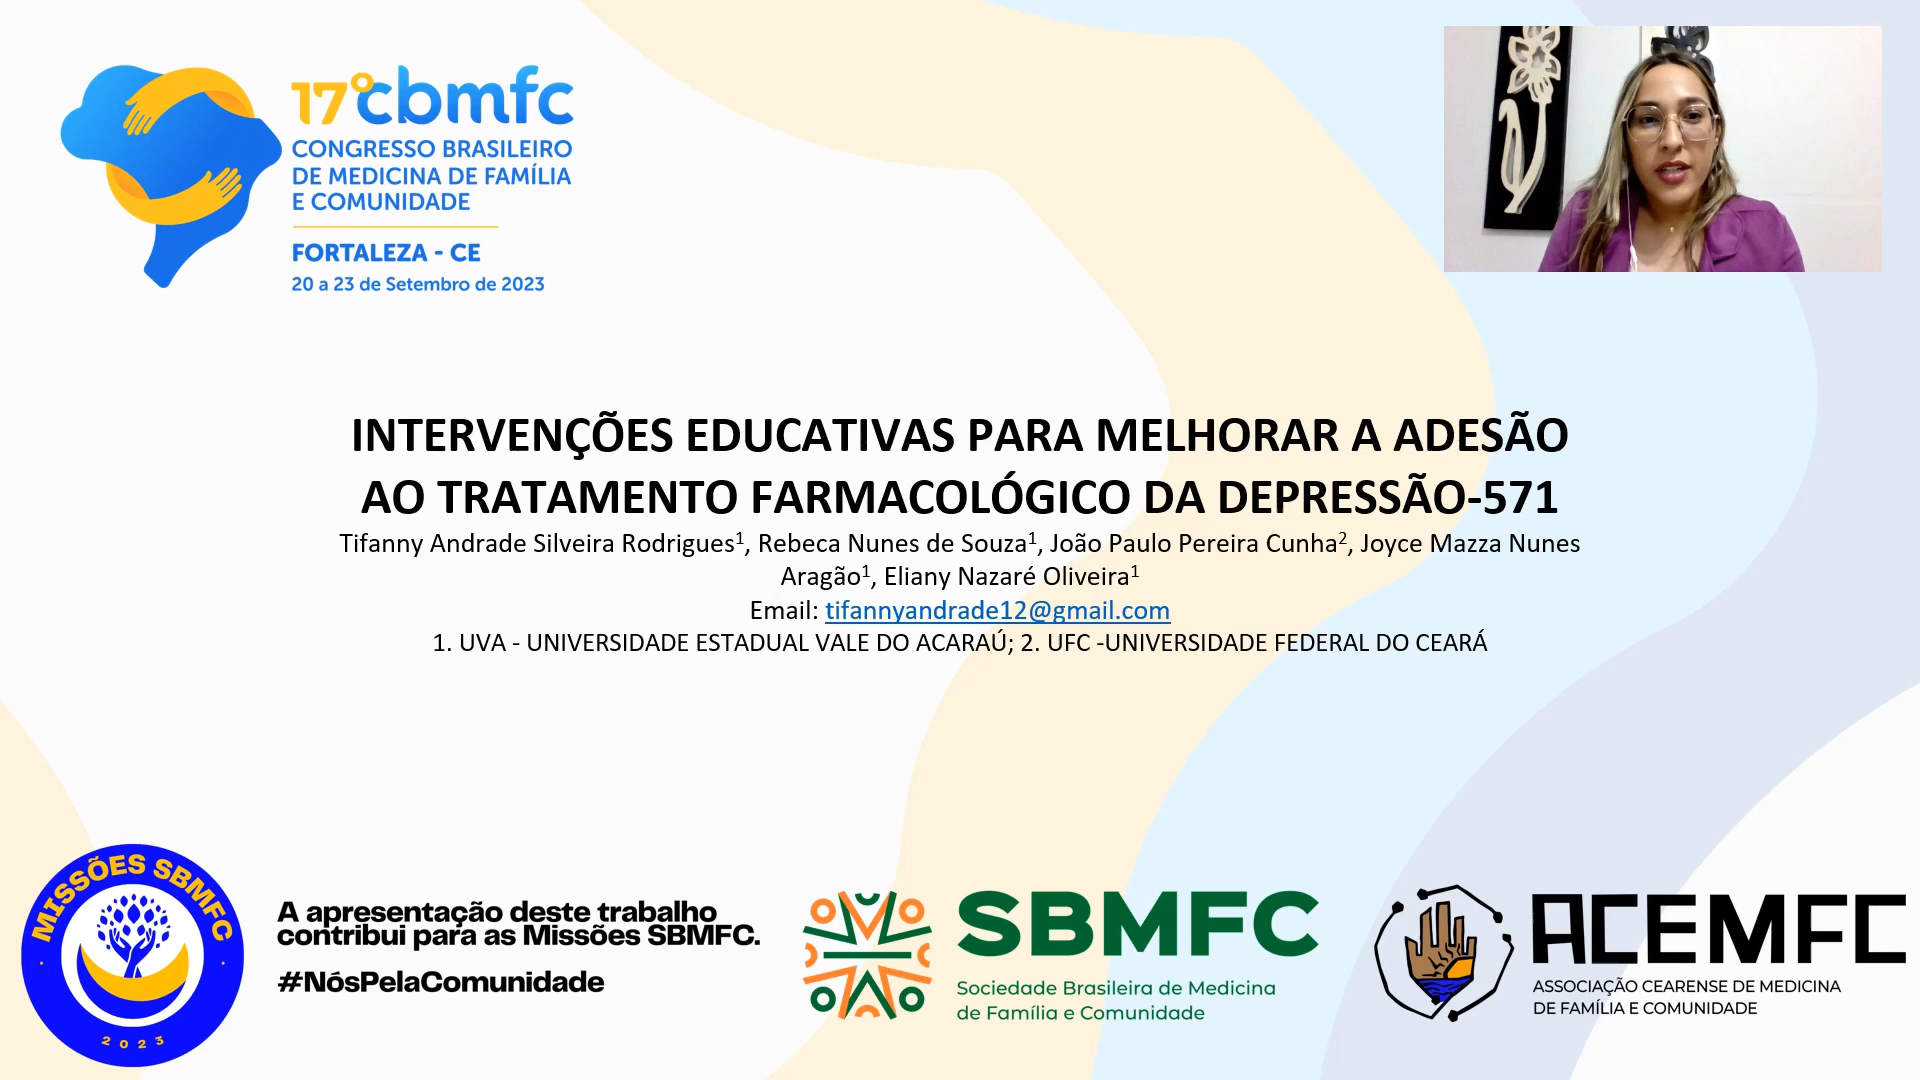 17ºcbmfc
CONGRESSO BRASILEIRO
DE MEDICINA DE FAMÍLIA
E COMUNIDADE
FORTALEZA - CE
20 a 23 de Setembro de 2023
INTERVENÇÕES EDUCATIVAS PARA MELHORAR A ADESÃO
AO TRATAMENTO FARMACOLÓGICO DA DEPRESSÃO-571
Tifanny Andrade Silveira Rodrigues¹, Rebeca Nunes de Souza¹, João Paulo Pereira Cunha², Joyce Mazza Nunes
Aragão¹, Eliany Nazaré Oliveira¹
Email: tifannyandrade12@gmail.com
1. UVA - UNIVERSIDADE ESTADUAL VALE DO ACARAÚ; 2. UFC -UNIVERSIDADE FEDERAL DO CEARÁ
MISSÕES SBMFC
2023
A apresentação deste trabalho
contribui para as Missões SBMFC.
#NósPelaComunidade
SBMFC
Sociedade Brasileira de Medicina
de Família e Comunidade
ACEMFC
ASSOCIAÇÃO CEARENSE DE MEDICINA
DE FAMÍLIA E COMUNIDADE